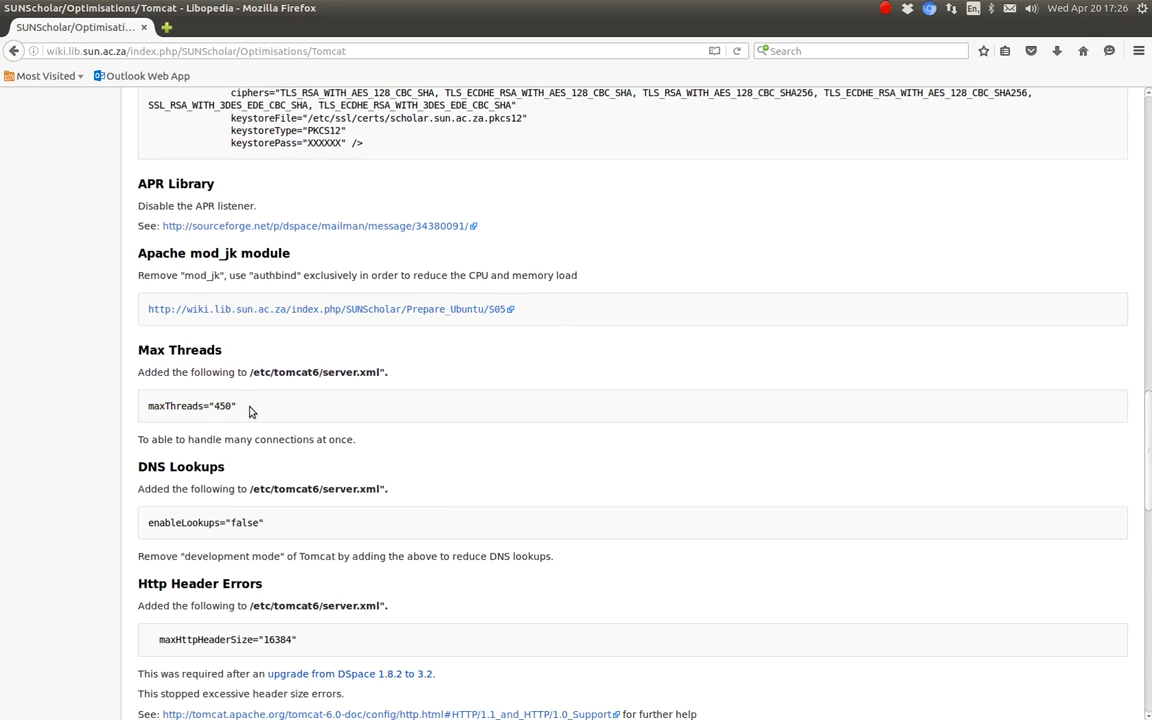 SUNScholar/Optimisations/Tomcat - Libopedia - Mozilla Firefox
En
Wed Apr 20 17:26
SUNScholar/Optimisati...
wiki.lib.sun.ac.za/index.php/SUNScholar/Optimisations/Tomcat
Search
Most Visited
Outlook Web App
ciphers="TLS_RSA_WITH_AES_128_CBC_SHA, TLS_ECDHE_RSA_WITH_AES_128_CBC_SHA, TLS_RSA_WITH_AES_128_CBC_SHA256, TLS_ECDHE_RSA_WITH_AES_128_CBC_SHA256,
SSL_RSA_WITH_3DES_EDE_CBC_SHA, TLS_ECDHE_RSA_WITH_3DES_EDE_CBC_SHA"
keystoreFile="/etc/ssl/certs/scholar.sun.ac.za.pkcs12"
keystoreType="PKCS12"
keystorePass="XXXXXX" />
APR Library
Disable the APR listener.
See: http://sourceforge.net/p/dspace/mailman/message/34380091/
Apache mod_jk module
Remove "mod_jk", use "authbind" exclusively in order to reduce the CPU and memory load
http://wiki.lib.sun.ac.za/index.php/SUNScholar/Prepare_Ubuntu/S05
Max Threads
Added the following to /etc/tomcat6/server.xml".
maxThreads="450"
To able to handle many connections at once.
DNS Lookups
Added the following to /etc/tomcat6/server.xml".
enableLookups="false"
Remove "development mode" of Tomcat by adding the above to reduce DNS lookups.
Http Header Errors
Added the following to /etc/tomcat6/server.xml".
maxHttpHeaderSize="16384"
This was required after an upgrade from DSpace 1.8.2 to 3.2.
This stopped excessive header size errors.
See: http://tomcat.apache.org/tomcat-6.0-doc/config/http.html#HTTP/1.1_and_HTTP/1.0_Support for further help